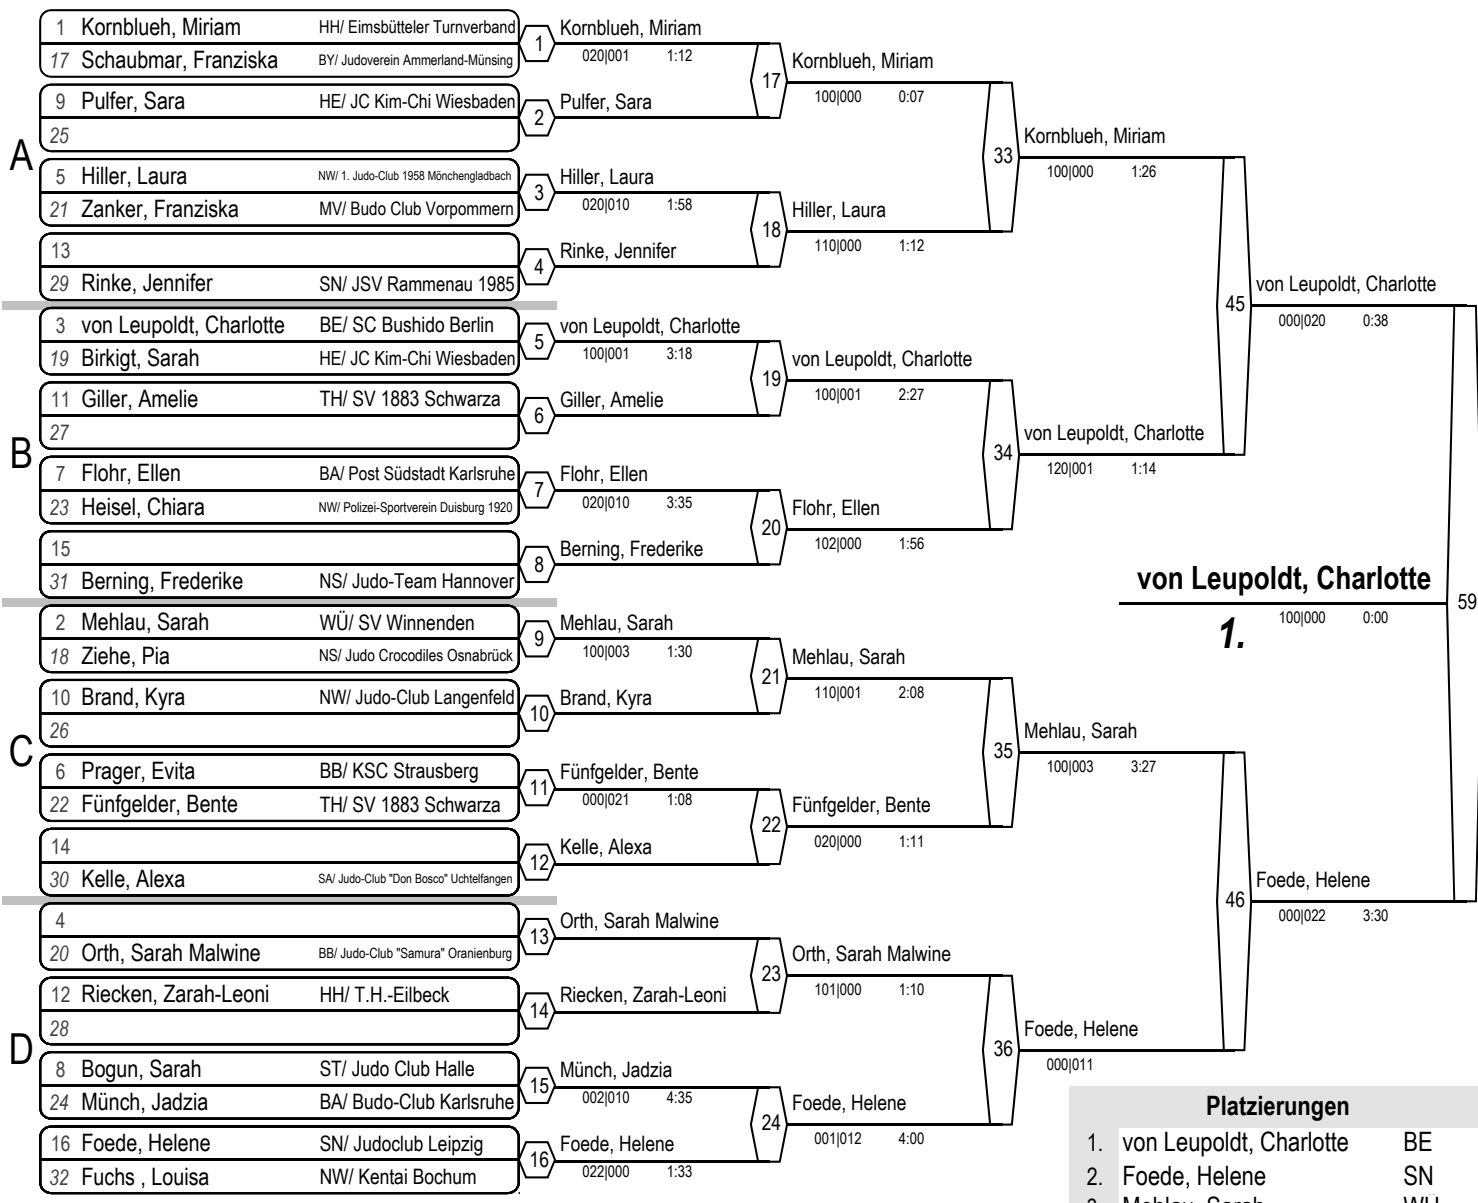 1 Kornblueh, Miriam HH/ Eimsbütteler Turnverband
17 Schaubmar, Franziska BY/ Judoverein Ammerland-Münsing
9 Pulfer, Sara HE/ JC Kim-Chi Wiesbaden
25
A
5 Hiller, Laura NW/ 1. Judo-Club 1958 Mönchengladbach
21 Zanker, Franziska MV/ Budo Club Vorpommern
13
29 Rinke, Jennifer SN/ JSV Rammenau 1985
3 von Leupoldt, Charlotte BE/ SC Bushido Berlin
19 Birkigt, Sarah HE/ JC Kim-Chi Wiesbaden
11 Giller, Amelie TH/ SV 1883 Schwarza
27
B
7 Flohr, Ellen BA/ Post Südstadt Karlsruhe
23 Heisel, Chiara NW/ Polizei-Sportverein Duisburg 1920
15
31 Berning, Frederike NS/ Judo-Team Hannover
2 Mehlau, Sarah WÜ/ SV Winnenden
18 Ziehe, Pia NS/ Judo Crocodiles Osnabrück
10 Brand, Kyra NW/ Judo-Club Langenfeld
26
C
6 Prager, Evita BB/ KSC Strausberg
22 Fünfgelder, Bente TH/ SV 1883 Schwarza
14
30 Kelle, Alexa SA/ Judo-Club "Don Bosco" Uchtelfangen
4
20 Orth, Sarah Malwine BB/ Judo-Club "Samura" Oranienburg
12 Riecken, Zarah-Leoni HH/ T.H.-Eilbeck
28
D
8 Bogun, Sarah ST/ Judo Club Halle
24 Münch, Jadzia BA/ Budo-Club Karlsruhe
16 Foede, Helene SN/ Judoclub Leipzig
32 Fuchs , Louisa NW/ Kentai Bochum
1 Kornblueh, Miriam
020|001 1:12
2 Pulfer, Sara
3 Hiller, Laura
020|010 1:58
4 Rinke, Jennifer
5 von Leupoldt, Charlotte
100|001 3:18
6 Giller, Amelie
7 Flohr, Ellen
020|010 3:35
8 Berning, Frederike
9 Mehlau, Sarah
100|003 1:30
10 Brand, Kyra
11 Fünfgelder, Bente
000|021 1:08
12 Kelle, Alexa
13 Orth, Sarah Malwine
14 Riecken, Zarah-Leoni
15 Münch, Jadzia
002|010 4:35
16 Foede, Helene
022|000 1:33
17 Kornblueh, Miriam
100|000 0:07
18 Hiller, Laura
110|000 1:12
19 von Leupoldt, Charlotte
100|001 2:27
20 Flohr, Ellen
102|000 1:56
21 Mehlau, Sarah
110|001 2:08
22 Fünfgelder, Bente
020|000 1:11
23 Orth, Sarah Malwine
101|000 1:10
24 Foede, Helene
001|012 4:00
33 Kornblueh, Miriam
100|000 1:26
34 von Leupoldt, Charlotte
120|001 1:14
35 Mehlau, Sarah
100|003 3:27
36 Foede, Helene
000|011
45 von Leupoldt, Charlotte
000|020 0:38
46 Foede, Helene
000|022 3:30
von Leupoldt, Charlotte 59
1. 100|000 0:00
Platzierungen
1. von Leupoldt, Charlotte BE
2. Foede, Helene SN